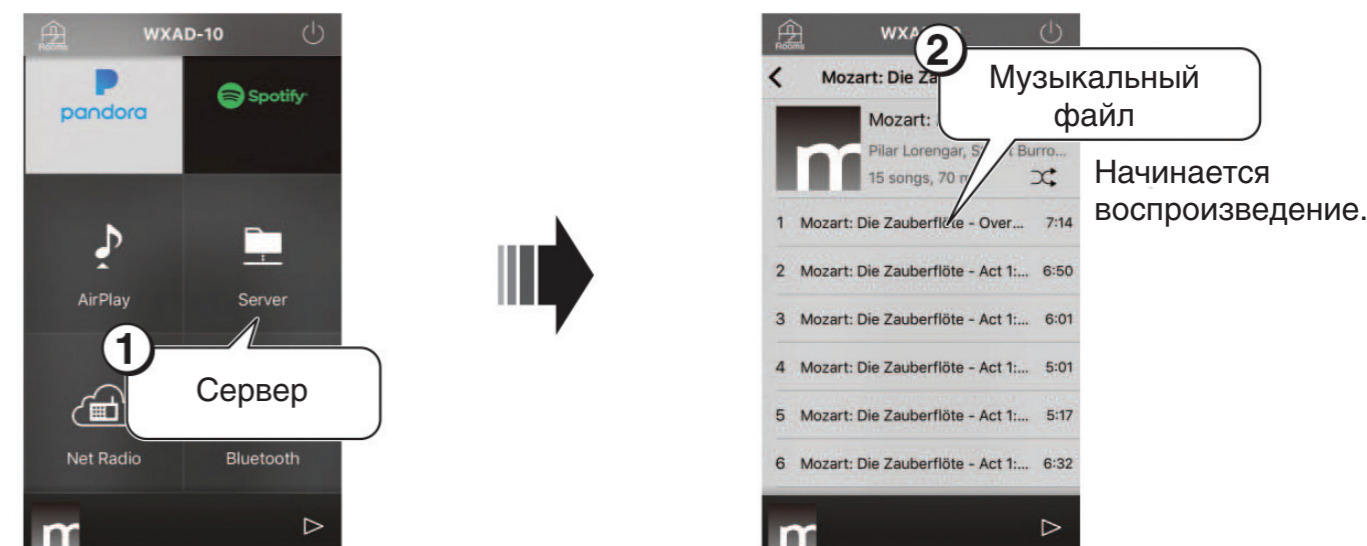 Rooms
WXAD-10
pandora
Spotify
AirPlay
Server
1
Сервер
Net Radio
Bluetooth
m
Rooms
2
Музыкальный
файл
Mozart: Die
Mozart:
Pilar Lorengar, Burro...
15 songs, 70
Начинается
воспроизведение.
1 Mozart: Die Zauberflöte - Over... 7:14
2 Mozart: Die Zauberflöte - Act 1:... 6:50
3 Mozart: Die Zauberflöte - Act 1:... 6:01
4 Mozart: Die Zauberflöte - Act 1:... 5:01
5 Mozart: Die Zauberflöte - Act 1:... 5:17
6 Mozart: Die Zauberflöte - Act 1:... 6:32
m